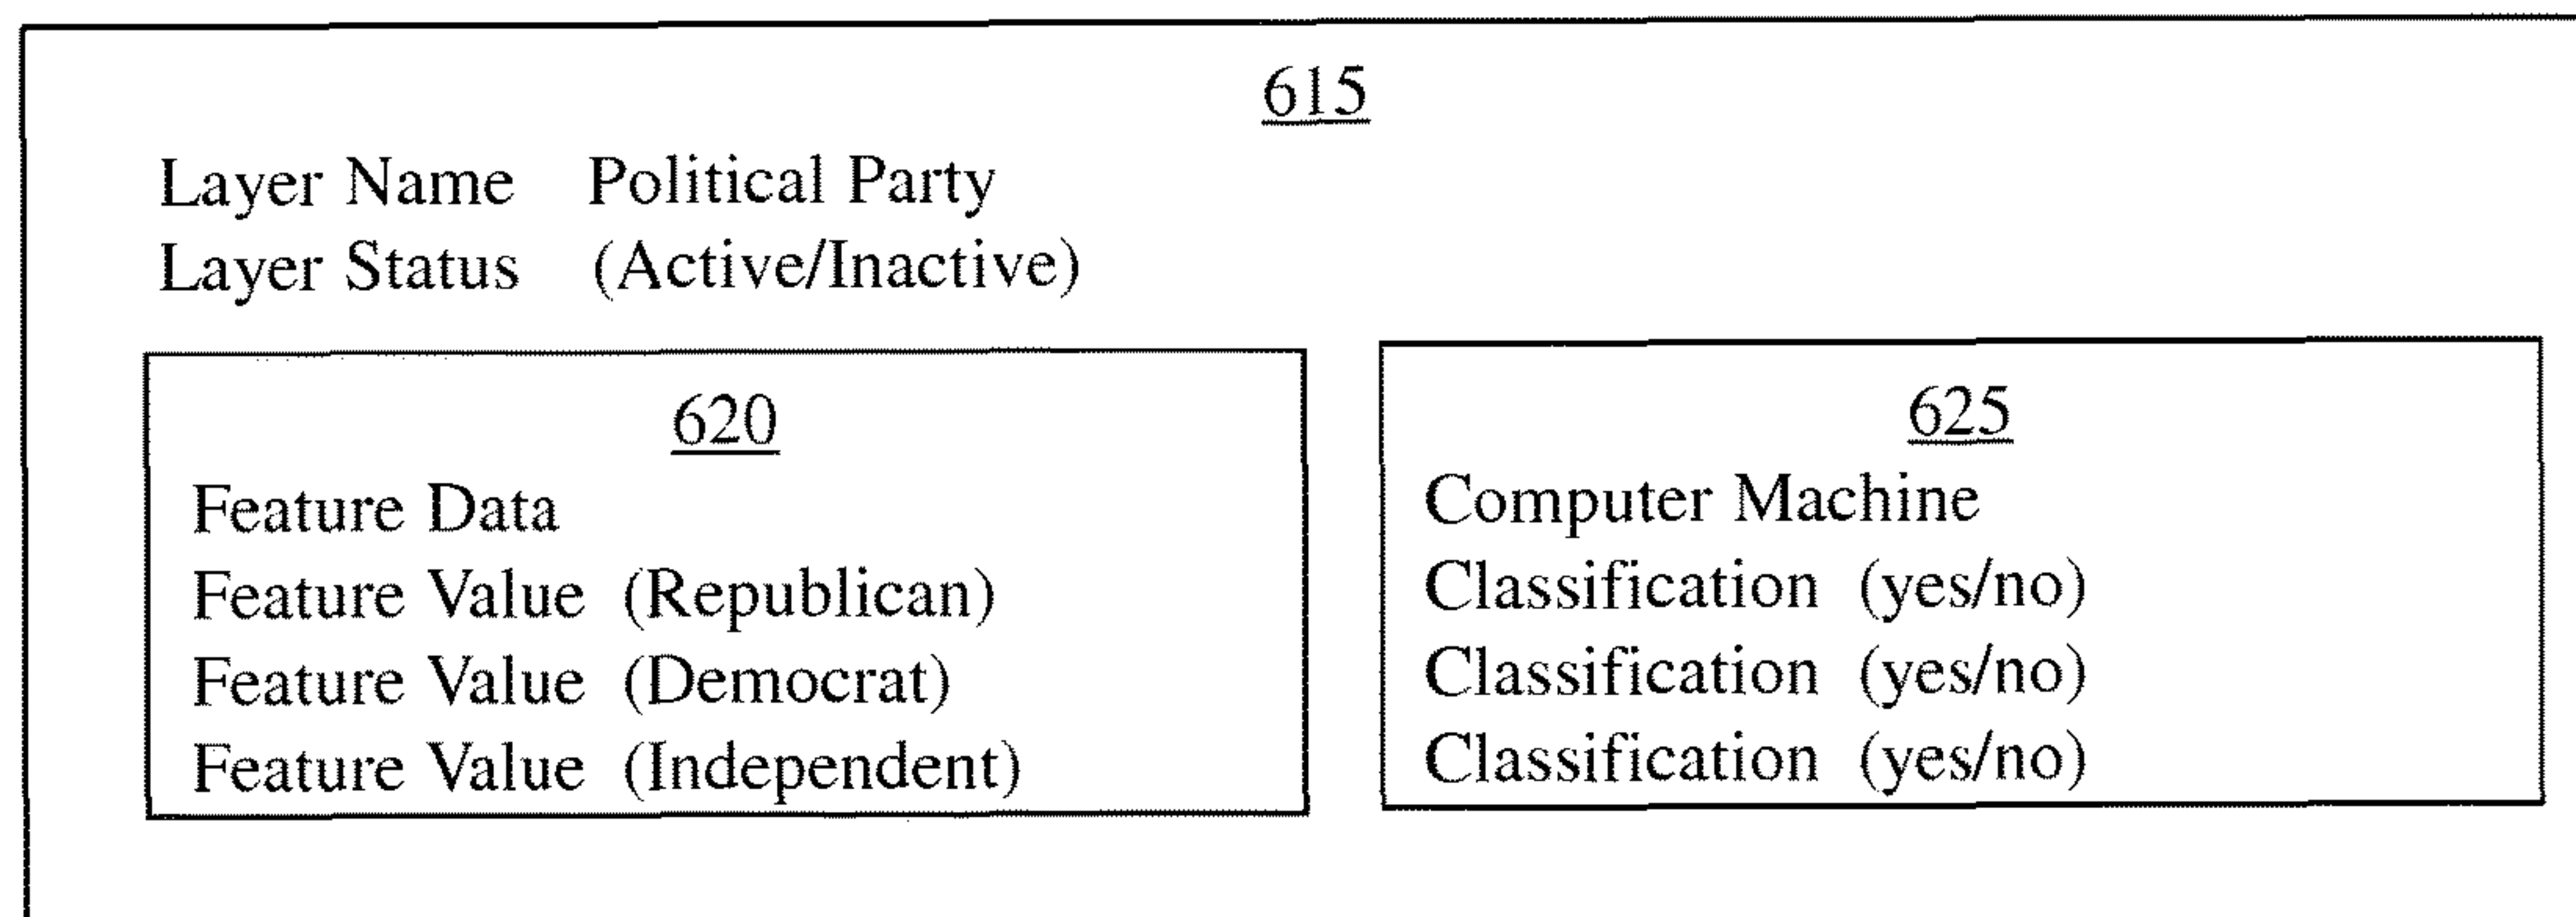 615
Layer Name Political Party
Layer Status (Active/Inactive)
620
Feature Data
Feature Value (Republican)
Feature Value (Democrat)
Feature Value (Independent)
625
Computer Machine
Classification (yes/no)
Classification (yes/no)
Classification (yes/no)